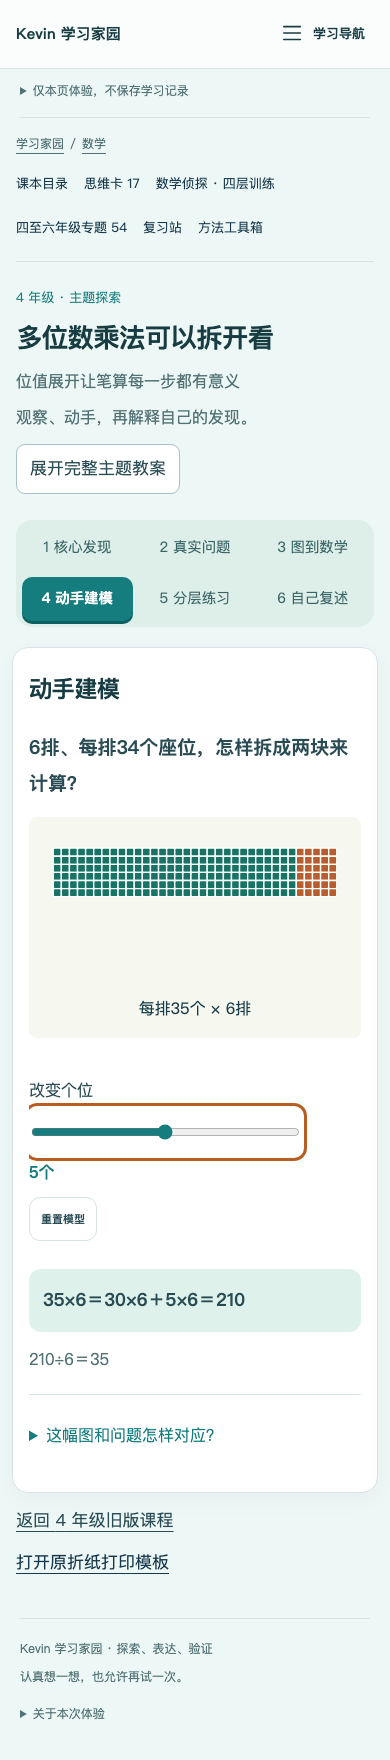 Kevin 学习家园
学习导航
▶ 仅本页体验，不保存学习记录
学习家园 / 数学
课本目录 思维卡 17 数学侦探 · 四层训练
四至六年级专题 54 复习站 方法工具箱
4 年级 · 主题探索
多位数乘法可以拆开看
位值展开让笔算每一步都有意义
观察、动手，再解释自己的发现。
展开完整主题教案
1 核心发现 2 真实问题 3 图到数学
4 动手建模 5 分层练习 6 自己复述
动手建模
6排、每排34个座位，怎样拆成两块来
计算?
每排35个 × 6排
改变个位
5个
重置模型
35×6＝30×6＋5×6＝210
210÷6＝35
▶ 这幅图和问题怎样对应?
返回 4 年级旧版课程
打开原折纸打印模板
Kevin 学习家园 · 探索、表达、验证
认真想一想，也允许再试一次。
▶ 关于本次体验